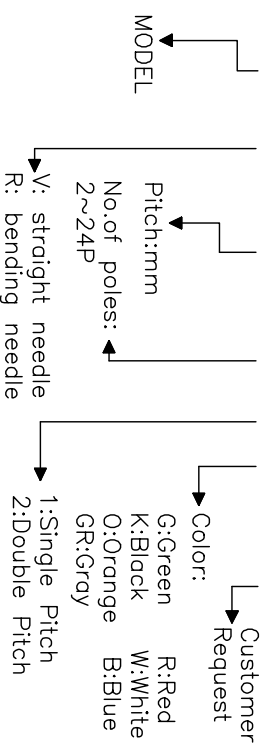 MODEL
V: straight needle
R: bending needle
Pitch:mm
No.of poles:
2~24P
1:Single Pitch
2:Double Pitch
Color:
G:Green R:Red
K:Black W:White
O:Orange B:Blue
GR:Gray
Customer
Request